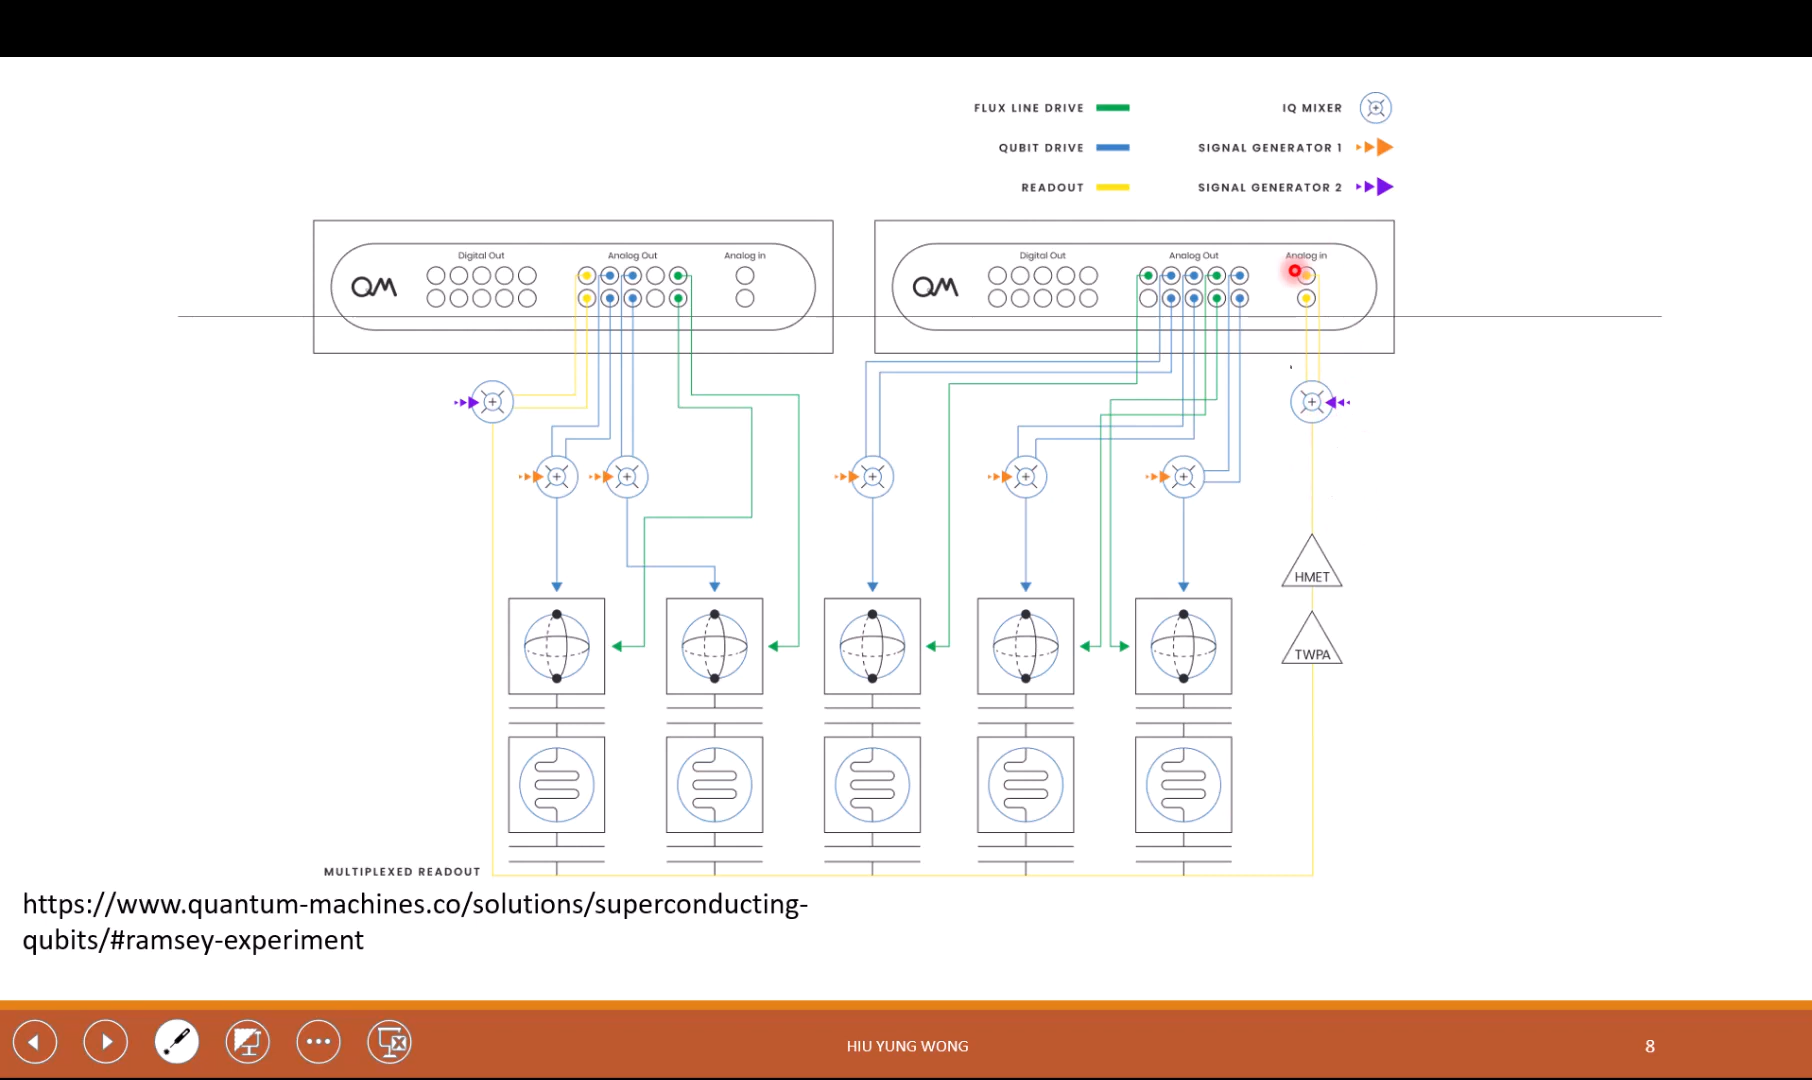 FLUX LINE DRIVE
IQ MIXER
QUBIT DRIVE
SIGNAL GENERATOR 1
READOUT
SIGNAL GENERATOR 2
QM
Digital Out
Analog Out
Analog in
QM
Digital Out
Analog Out
Analog in
HMET
TWPA
MULTIPLEXED READOUT
https://www.quantum-machines.co/solutions/superconducting-
qubits/#ramsey-experiment
HIU YUNG WONG
8